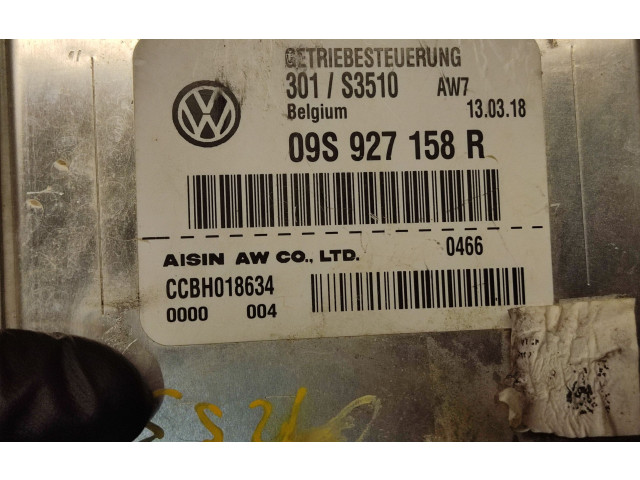 GETRIEBESTEUERUNG
301 / S3510 AW7
Belgium 13.03.18
09S 927 158 R
AISIN AW CO., LTD. 0466
CCBH018634
0000 004